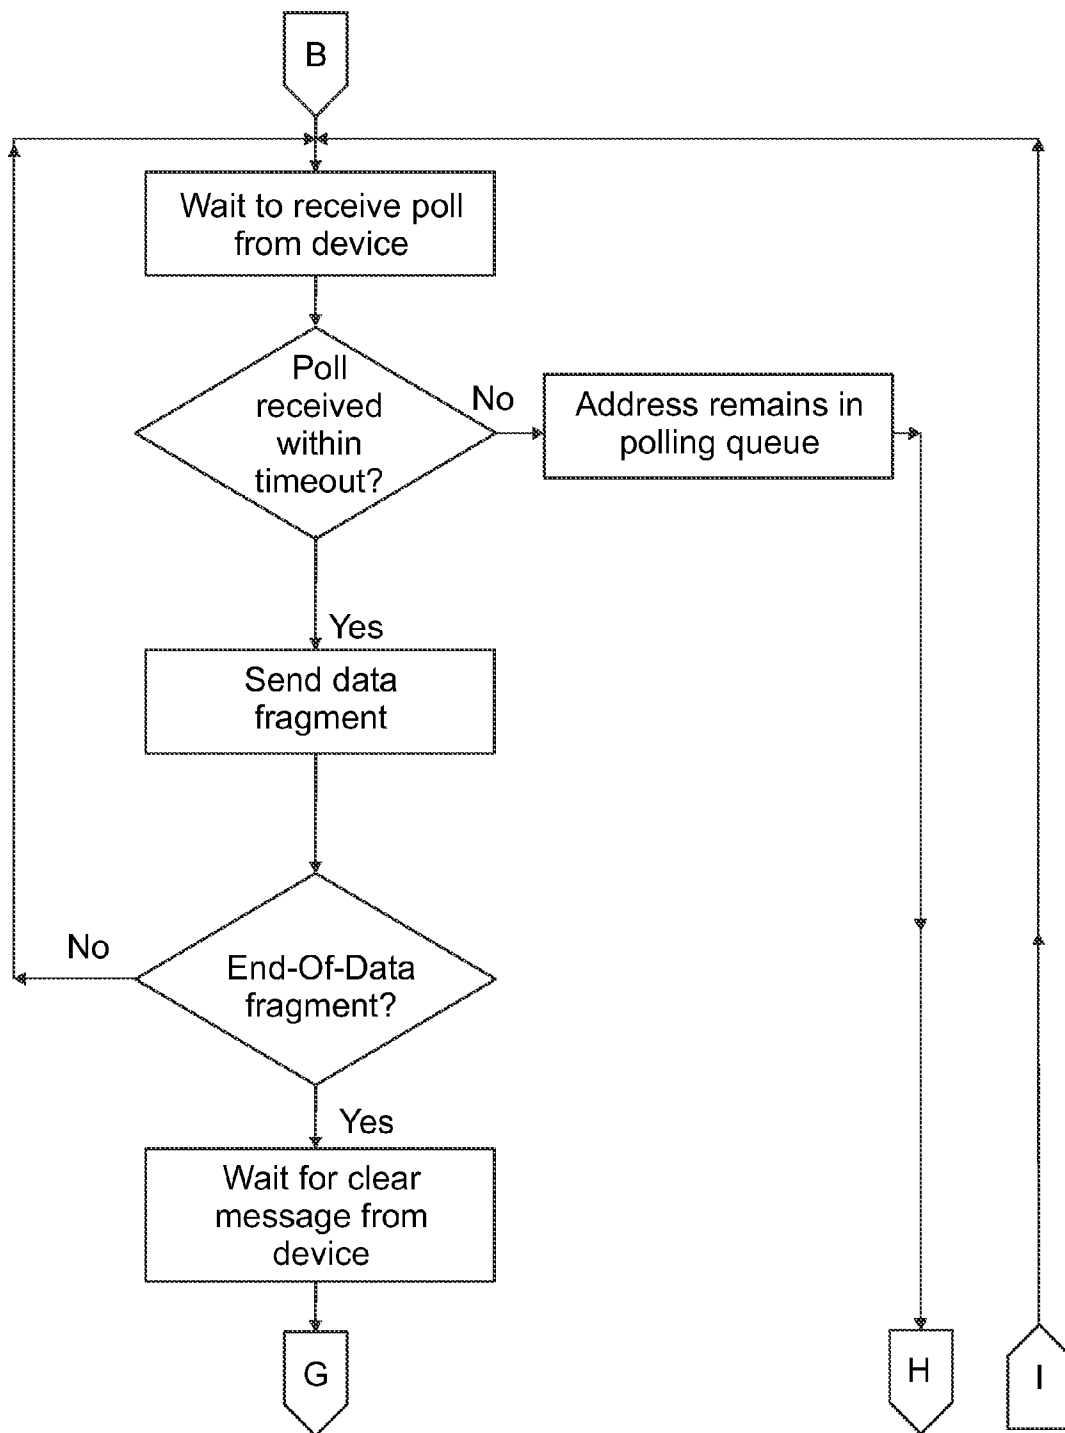 B
Wait to receive poll
from device
Poll
received
within
timeout?
No
Address remains in
polling queue
Yes
Send data
fragment
No
End-Of-Data
fragment?
Yes
Wait for clear
message from
device
G
H
I